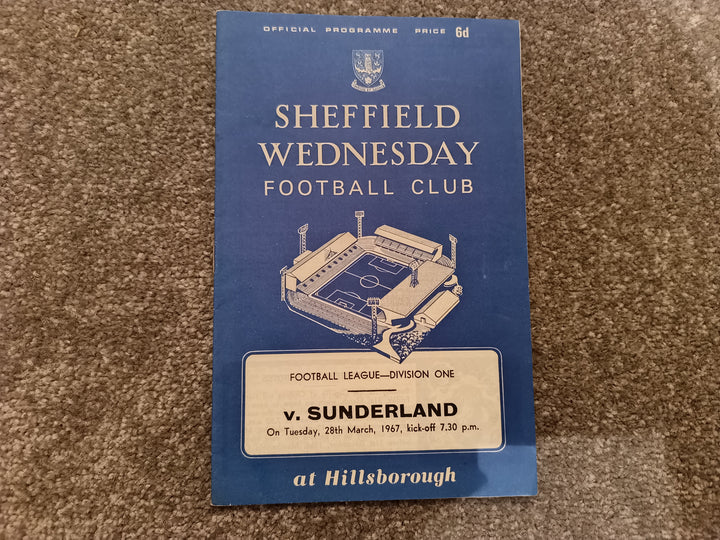 OFFICIAL PROGRAMME PRICE 6d
SHEFFIELD
WEDNESDAY
FOOTBALL CLUB
FOOTBALL LEAGUE—DIVISION ONE
v. SUNDERLAND
On Tuesday, 28th March, 1967, kick-off 7.30 p.m.
at Hillsborough